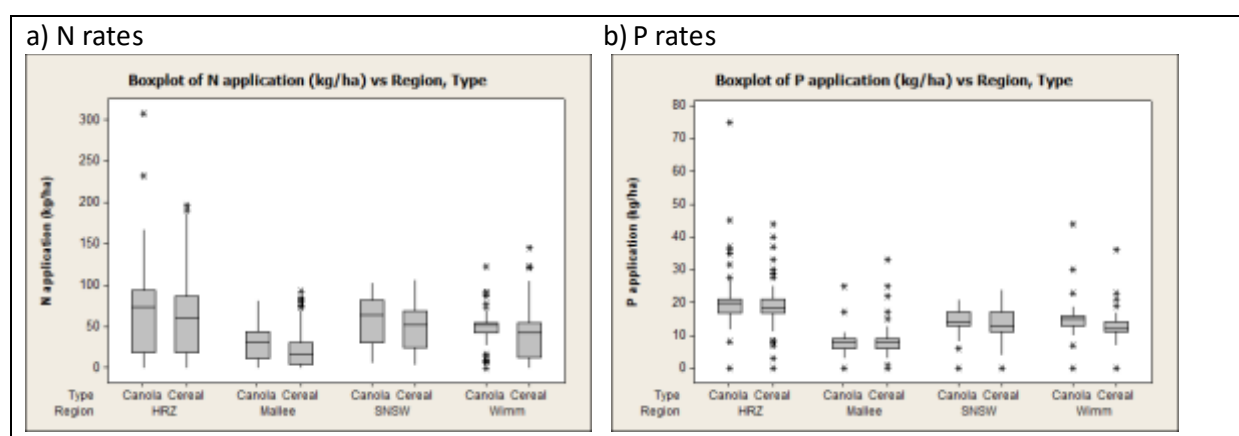 a) N rates
b) P rates
Boxplot of N application (kg/ha) vs Region, Type
N application (kg/ha)
300
250
200
150
100
50
0
Type Canola Cereal Canola Cereal Canola Cereal Canola Cereal
Region HRZ Mallee SNSW Wimm
Boxplot of P application (kg/ha) vs Region, Type
P application (kg/ha)
80
70
60
50
40
30
20
10
0
Type Canola Cereal Canola Cereal Canola Cereal Canola Cereal
Region HRZ Mallee SNSW Wimm